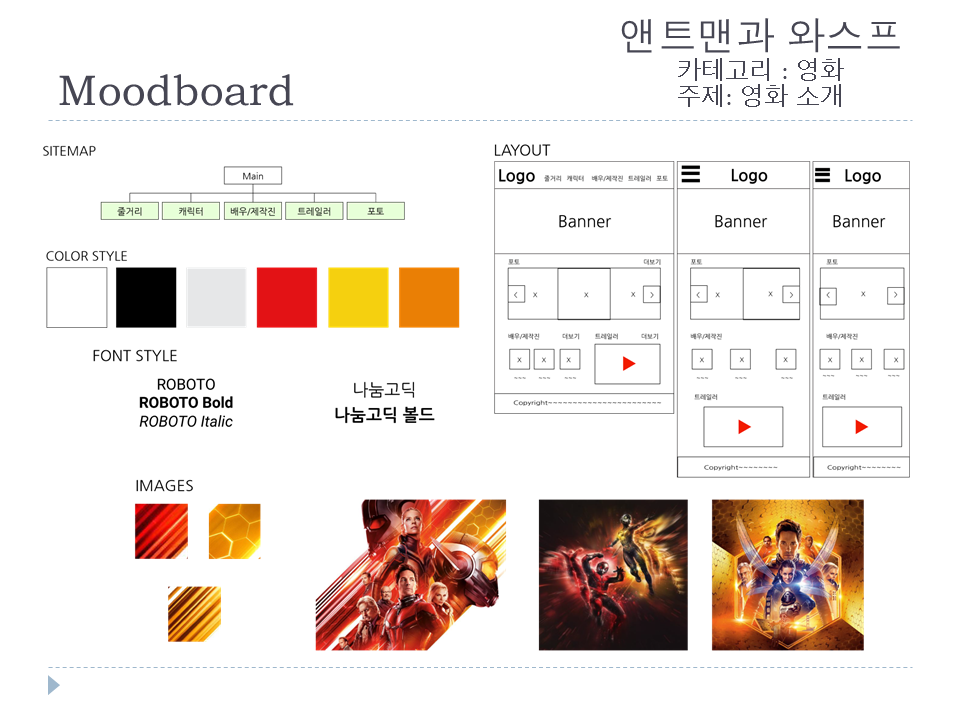 앤트맨과 와스프
카테고리 : 영화
주제: 영화 소개
Moodboard
SITEMAP
Main
줄거리 캐릭터 배우/제작진 트레일러 포토
COLOR STYLE
FONT STYLE
ROBOTO
ROBOTO Bold
ROBOTO Italic
나눔고딕
나눔고딕 볼드
LAYOUT
Logo 줄거리 캐릭터 배우/제작진 트레일러 포토
Banner
포토 더보기
< x x x >
배우/제작진 더보기 트레일러 더보기
x x x
~~~ ~~~ ~~~
Copyright~~~~~~~~~~~~~~~~~~~~~~
Logo
Banner
포토
< x x >
배우/제작진
x x x
~~~ ~~~ ~~~
트레일러
Copyright~~~~~~~~
Logo
Banner
포토
< x >
배우/제작진
x x x
~~~ ~~~ ~~~
트레일러
Copyright~~~~~~~~
IMAGES